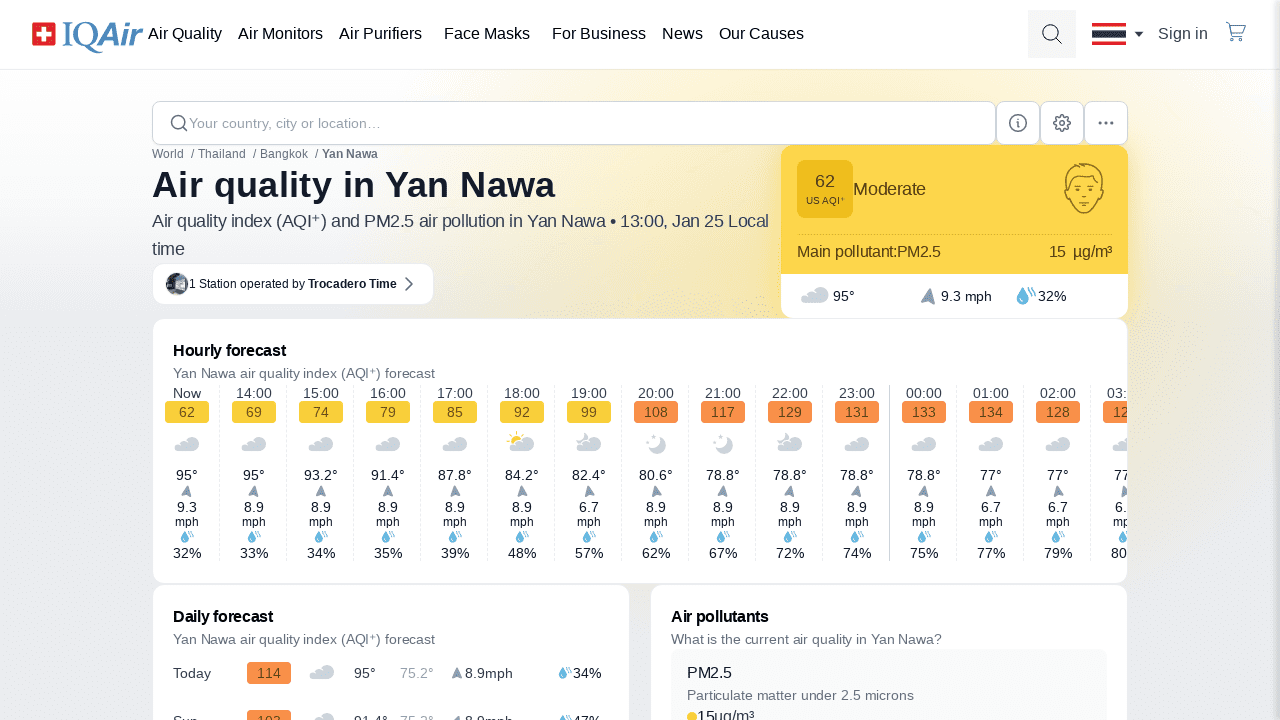 IQAir
Air Quality
Air Monitors
Air Purifiers
Face Masks
For Business
News
Our Causes
Sign in
Your country, city or location…
World / Thailand / Bangkok / Yan Nawa
Air quality in Yan Nawa
Air quality index (AQI⁺) and PM2.5 air pollution in Yan Nawa • 13:00, Jan 25 Local
time
1 Station operated by Trocadero Time
62
US AQI⁺
Moderate
Main pollutant:PM2.5
15 µg/m³
95° 9.3 mph 32%
Hourly forecast
Yan Nawa air quality index (AQI⁺) forecast
Now 14:00 15:00 16:00 17:00 18:00 19:00 20:00 21:00 22:00 23:00 00:00 01:00 02:00
62 69 74 79 85 92 99 108 117 129 131 133 134 128
95° 95° 93.2° 91.4° 87.8° 84.2° 82.4° 80.6° 78.8° 78.8° 78.8° 78.8° 77° 77°
9.3 8.9 8.9 8.9 8.9 8.9 6.7 8.9 8.9 8.9 8.9 8.9 6.7 6.7
mph mph mph mph mph mph mph mph mph mph mph mph mph mph
32% 33% 34% 35% 39% 48% 57% 62% 67% 72% 74% 75% 77% 79%
Daily forecast
Yan Nawa air quality index (AQI⁺) forecast
Today 114 95° 75.2° 8.9mph 34%
Air pollutants
What is the current air quality in Yan Nawa?
PM2.5
Particulate matter under 2.5 microns
15µg/m³